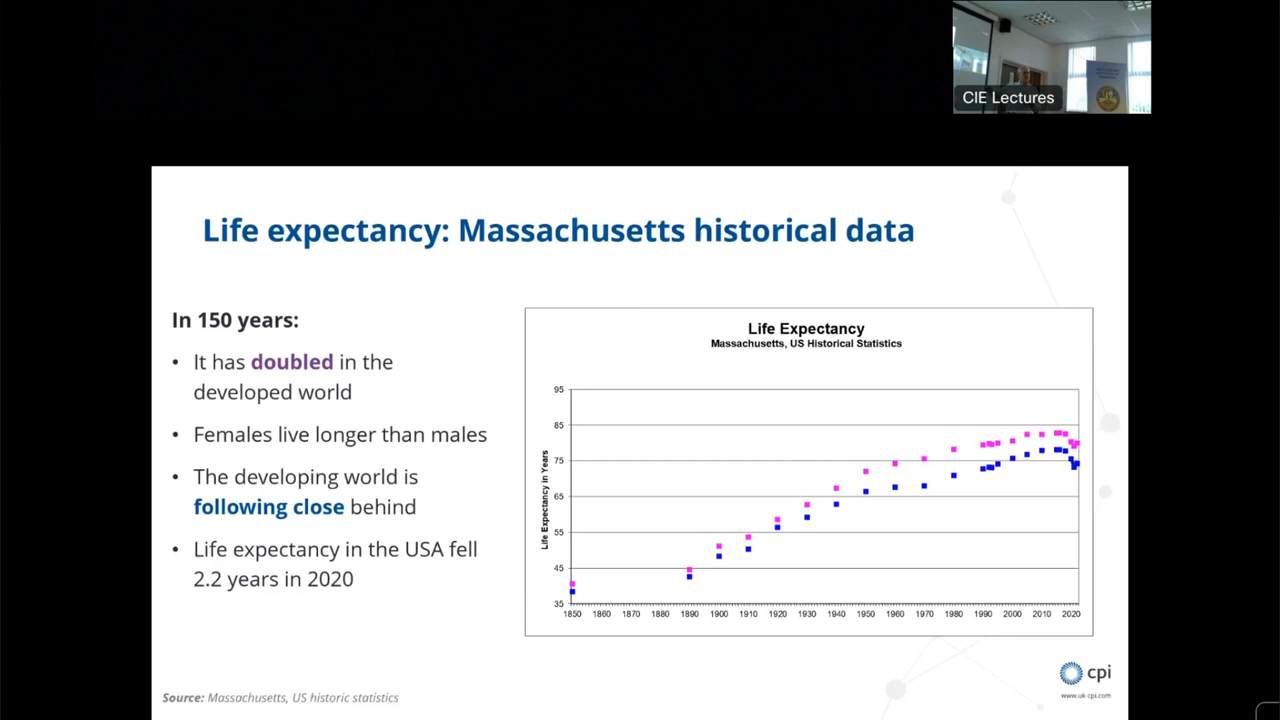 CIE Lectures
Life expectancy: Massachusetts historical data
In 150 years:
• It has doubled in the
developed world
• Females live longer than males
• The developing world is
following close behind
• Life expectancy in the USA fell
2.2 years in 2020
Life Expectancy
Massachusetts, US Historical Statistics
Life Expectancy in Years
95
85
75
65
55
45
35
1850 1860 1870 1880 1890 1900 1910 1920 1930 1940 1950 1960 1970 1980 1990 2000 2010 2020
Source: Massachusetts, US historic statistics
cpi
www.uk-cpi.com